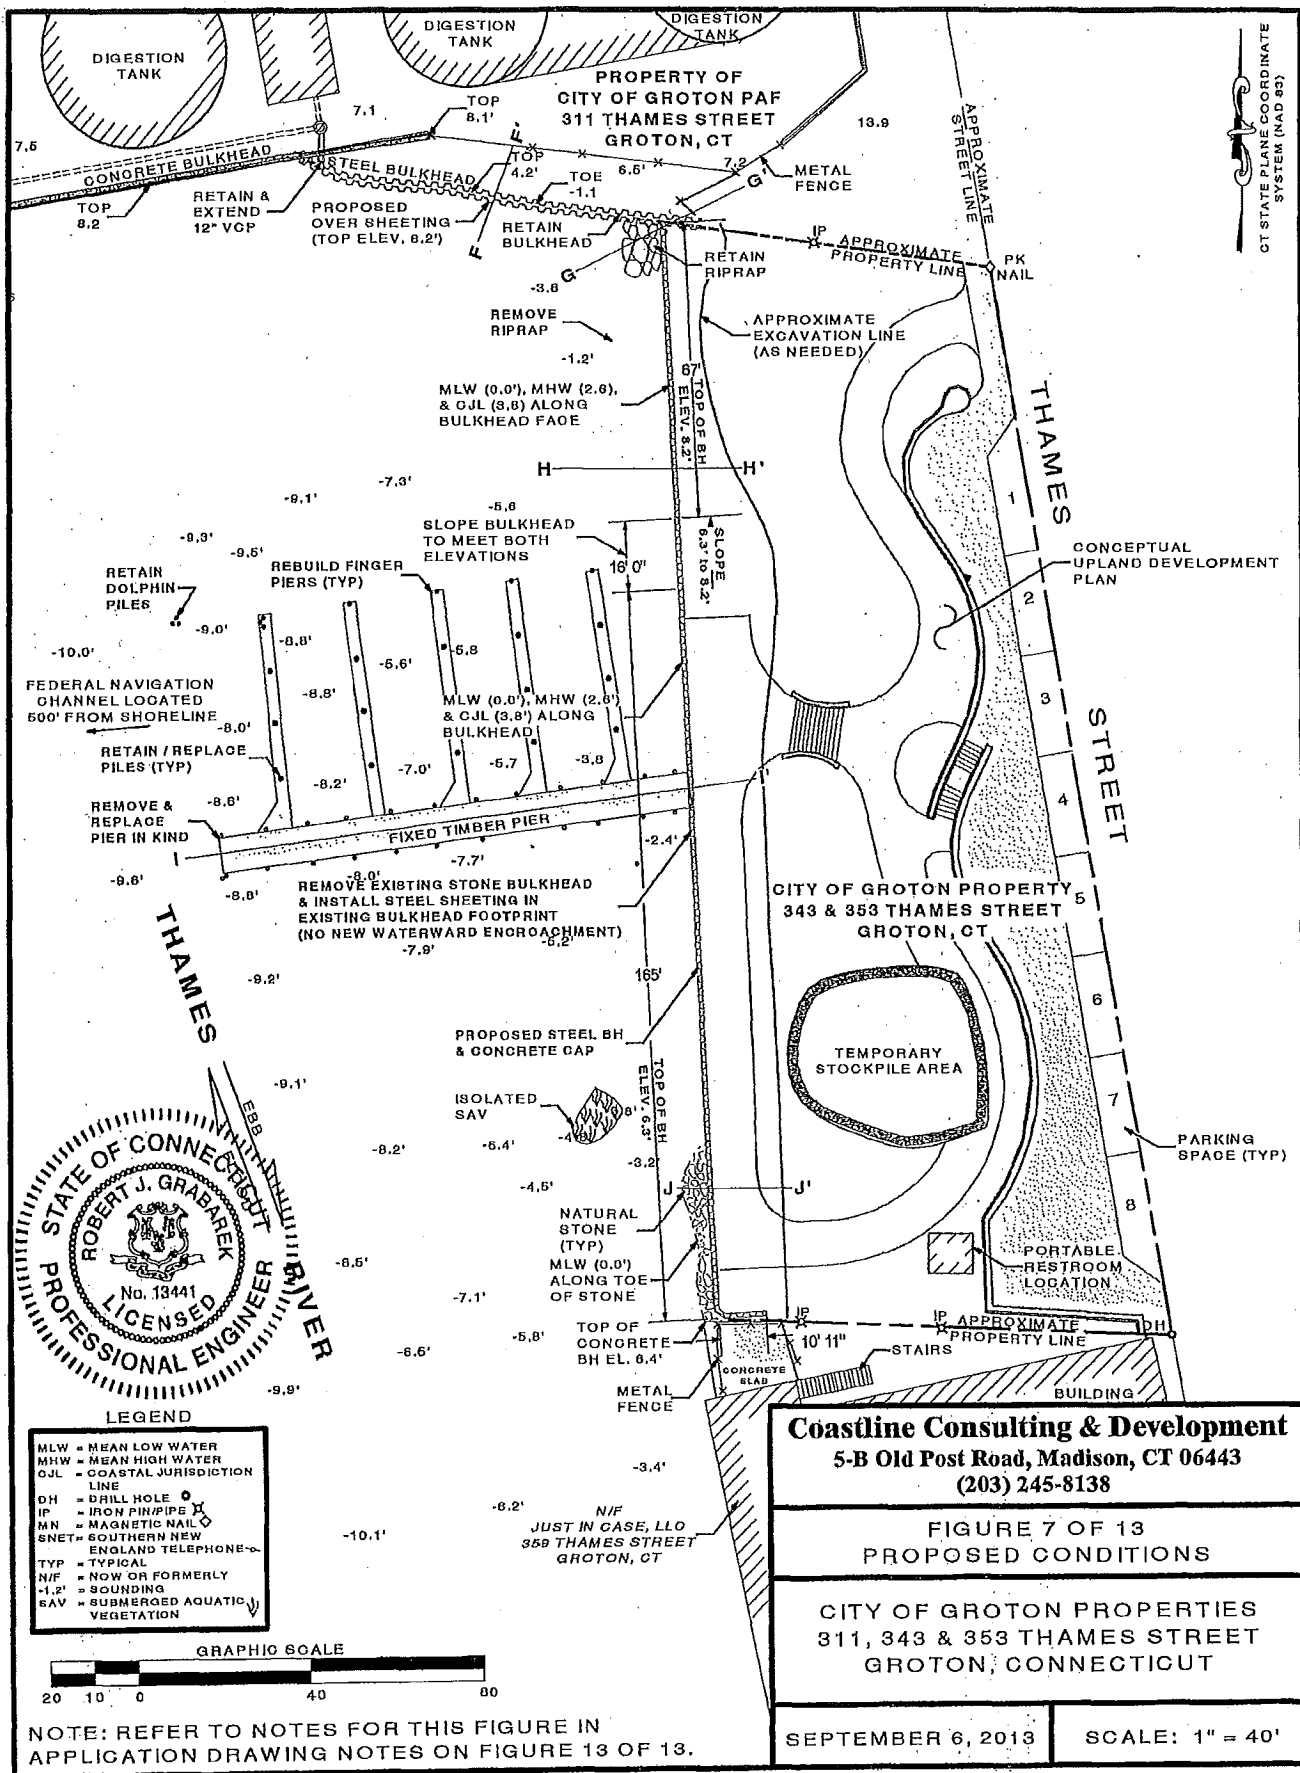 DIGESTION
TANK
DIGESTION
TANK
DIGESTION
TANK
PROPERTY OF
CITY OF GROTON PAF
311 THAMES STREET
GROTON, CT
CT STATE PLANE COORDINATE
SYSTEM (NAD 83)
APPROXIMATE
STREET LINE
7.5
7.1
13.9
TOP
8.1'
F'
CONCRETE BULKHEAD
STEEL BULKHEAD
TOP
4.2'
TOE
-1.1
7.2
G'
METAL
FENCE
TOP
8.2
RETAIN &
EXTEND
12" VCP
PROPOSED
OVER SHEETING
(TOP ELEV. 8.2')
F
RETAIN
BULKHEAD
G
RETAIN
RIPRAP
IP
APPROXIMATE
PROPERTY LINE
PK
NAIL
-3.8
REMOVE
RIPRAP
-1.2'
APPROXIMATE
EXCAVATION LINE
(AS NEEDED)
MLW (0.0'), MHW (2.6),
& CJL (3.8) ALONG
BULKHEAD FACE
67'
TOP OF BH
ELEV. 8.2'
THAMES
H
H'
-9.1'
-7.3'
-5.6
SLOPE BULKHEAD
TO MEET BOTH
ELEVATIONS
16'0"
SLOPE
6.3' to 8.2'
1
-9.3'
-9.5'
RETAIN
DOLPHIN
PILES
REBUILD FINGER
PIERS (TYP)
CONCEPTUAL
UPLAND DEVELOPMENT
PLAN
2
-9.0'
-8.8'
-5.6'
-5.8
-10.0'
FEDERAL NAVIGATION
CHANNEL LOCATED
500' FROM SHORELINE
-8.8'
-8.0'
MLW (0.0'), MHW (2.6')
& CJL (3.8') ALONG
BULKHEAD
3
STREET
RETAIN / REPLACE
PILES (TYP)
-8.2'
-7.0'
-5.7
-3.8
I'
-8.6'
REMOVE &
REPLACE
PIER IN KIND
4
I
FIXED TIMBER PIER
-2.4'
-9.8'
-8.8'
-8.0'
-7.7'
REMOVE EXISTING STONE BULKHEAD
& INSTALL STEEL SHEETING IN
EXISTING BULKHEAD FOOTPRINT
(NO NEW WATERWARD ENCROACHMENT)
CITY OF GROTON PROPERTY
343 & 353 THAMES STREET
GROTON, CT
5
-7.9'
-5.2'
THAMES
-9.2'
165'
6
PROPOSED STEEL BH
& CONCRETE CAP
TEMPORARY
STOCKPILE AREA
TOP OF BH
ELEV. 6.3'
-9.1'
ISOLATED
SAV
7
EBB
-8.2'
-5.4'
-3.2
PARKING
SPACE (TYP)
STATE OF CONNECTICUT
ROBERT J. GRABAREK
No. 13441
LICENSED
PROFESSIONAL ENGINEER
-4.5'
J
J'
8
NATURAL
STONE
(TYP)
MLW (0.0')
ALONG TOE
OF STONE
PORTABLE
RESTROOM
LOCATION
-8.5'
RIVER
-7.1'
IP
IP
APPROXIMATE
PROPERTY LINE
DH
-5.8'
-6.5'
TOP OF
CONCRETE
BH EL. 6.4'
10' 11"
STAIRS
CONCRETE
SLAB
-9.9'
METAL
FENCE
BUILDING
LEGEND
MLW = MEAN LOW WATER
MHW = MEAN HIGH WATER
CJL = COASTAL JURISDICTION
LINE
DH = DRILL HOLE
IP = IRON PIN/PIPE
MN = MAGNETIC NAIL
SNET= SOUTHERN NEW
ENGLAND TELEPHONE
TYP = TYPICAL
N/F = NOW OR FORMERLY
-1.2' = SOUNDING
SAV = SUBMERGED AQUATIC
VEGETATION
-3.4'
-6.2'
-10.1'
N/F
JUST IN CASE, LLC
359 THAMES STREET
GROTON, CT
Coastline Consulting & Development
5-B Old Post Road, Madison, CT 06443
(203) 245-8138
FIGURE 7 OF 13
PROPOSED CONDITIONS
CITY OF GROTON PROPERTIES
311, 343 & 353 THAMES STREET
GROTON, CONNECTICUT
GRAPHIC SCALE
20 10 0 40 80
NOTE: REFER TO NOTES FOR THIS FIGURE IN
APPLICATION DRAWING NOTES ON FIGURE 13 OF 13.
SEPTEMBER 6, 2013
SCALE: 1" = 40'